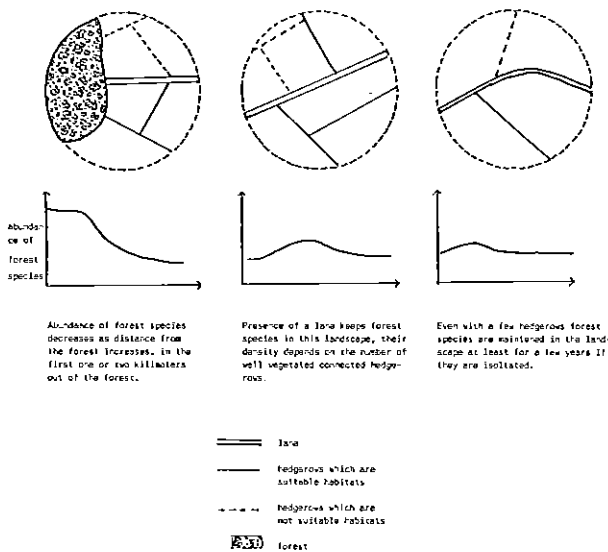 abundan-
ce of
forest
species
Abundance of forest species
decreases as distance from
the forest increases, in the
first one or two kilometers
out of the forest.
Presence of a lane keeps forest
species in this landscape, their
density depends on the number of
well vegetated connected hedge-
rows.
Even with a few hedgerows forest
species are maintened in the land-
scape at least for a few years if
they are isoltated.
lane
hedgerows which are
suitable habitats
hedgerows which are
not suitable habitats
forest